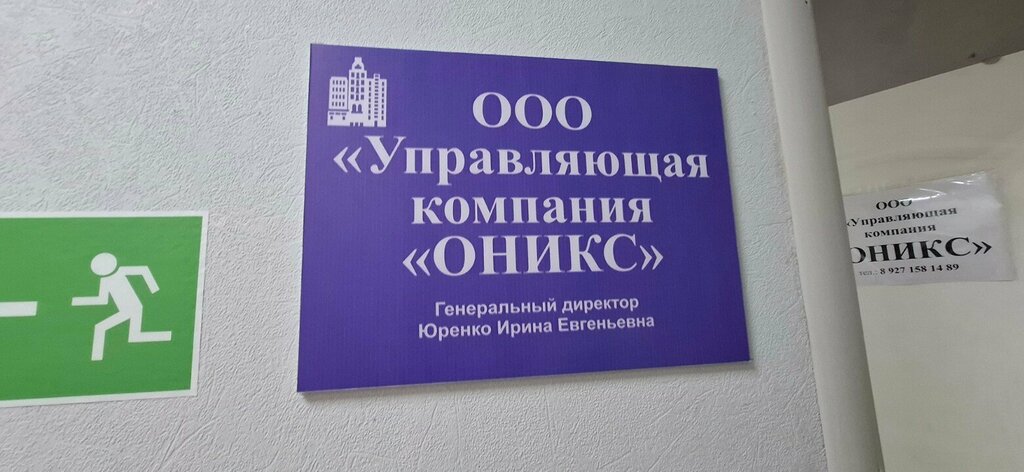 ООО
«Управляющая
компания
«ОНИКС»
Генеральный директор
Юренко Ирина Евгеньевна
ООО
«Управляющая
компания
ОНИКС»
тел.: 8 927 158 14 89